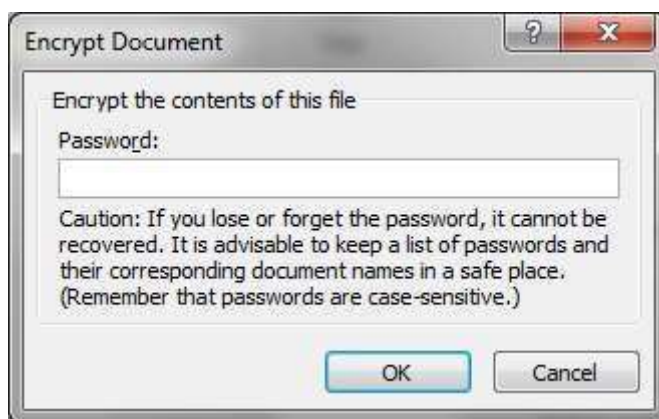 Encrypt Document
Encrypt the contents of this file
Password:
Caution: If you lose or forget the password, it cannot be
recovered. It is advisable to keep a list of passwords and
their corresponding document names in a safe place.
(Remember that passwords are case-sensitive.)
OK
Cancel